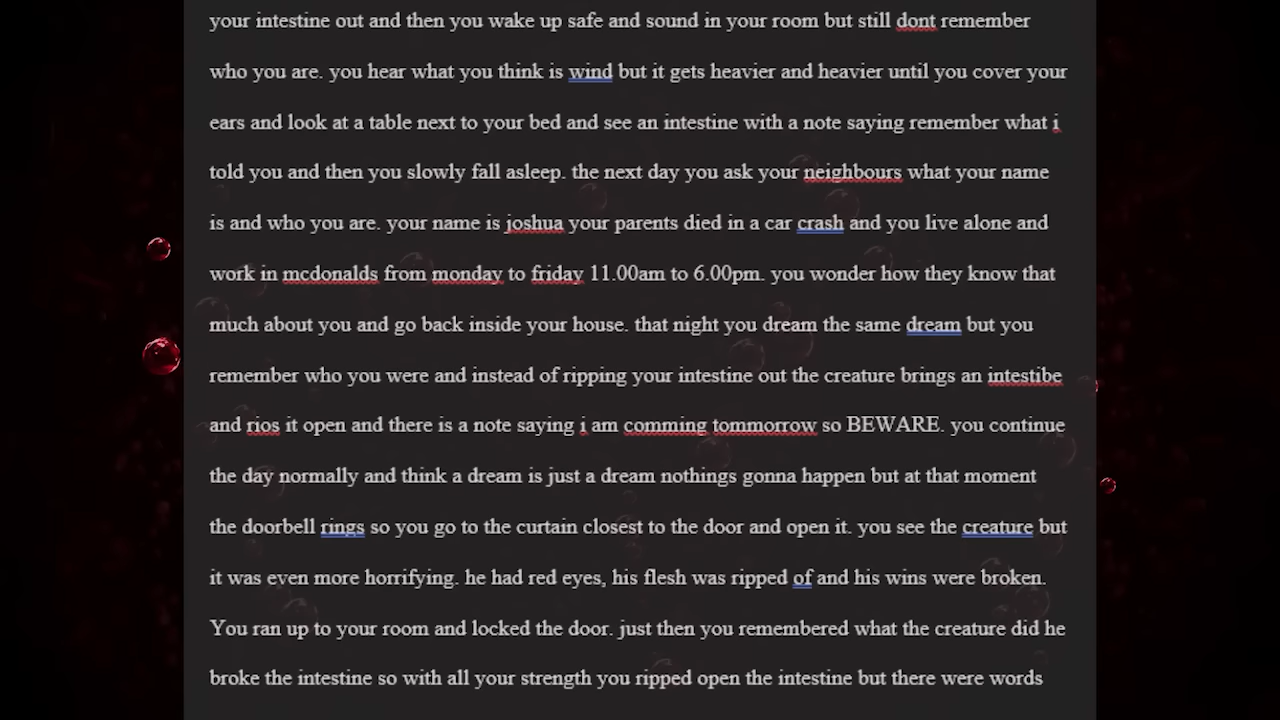 your intestine out and then you wake up safe and sound in your room but still dont remember
who you are. you hear what you think is wind but it gets heavier and heavier until you cover your
ears and look at a table next to your bed and see an intestine with a note saying remember what i
told you and then you slowly fall asleep. the next day you ask your neighbours what your name
is and who you are. your name is joshua your parents died in a car crash and you live alone and
work in mcdonalds from monday to friday 11.00am to 6.00pm. you wonder how they know that
much about you and go back inside your house. that night you dream the same dream but you
remember who you were and instead of ripping your intestine out the creature brings an intestibe
and rios it open and there is a note saying i am comming tommorrow so BEWARE. you continue
the day normally and think a dream is just a dream nothings gonna happen but at that moment
the doorbell rings so you go to the curtain closest to the door and open it. you see the creature but
it was even more horrifying. he had red eyes, his flesh was ripped of and his wins were broken.
You ran up to your room and locked the door. just then you remembered what the creature did he
broke the intestine so with all your strength you ripped open the intestine but there were words